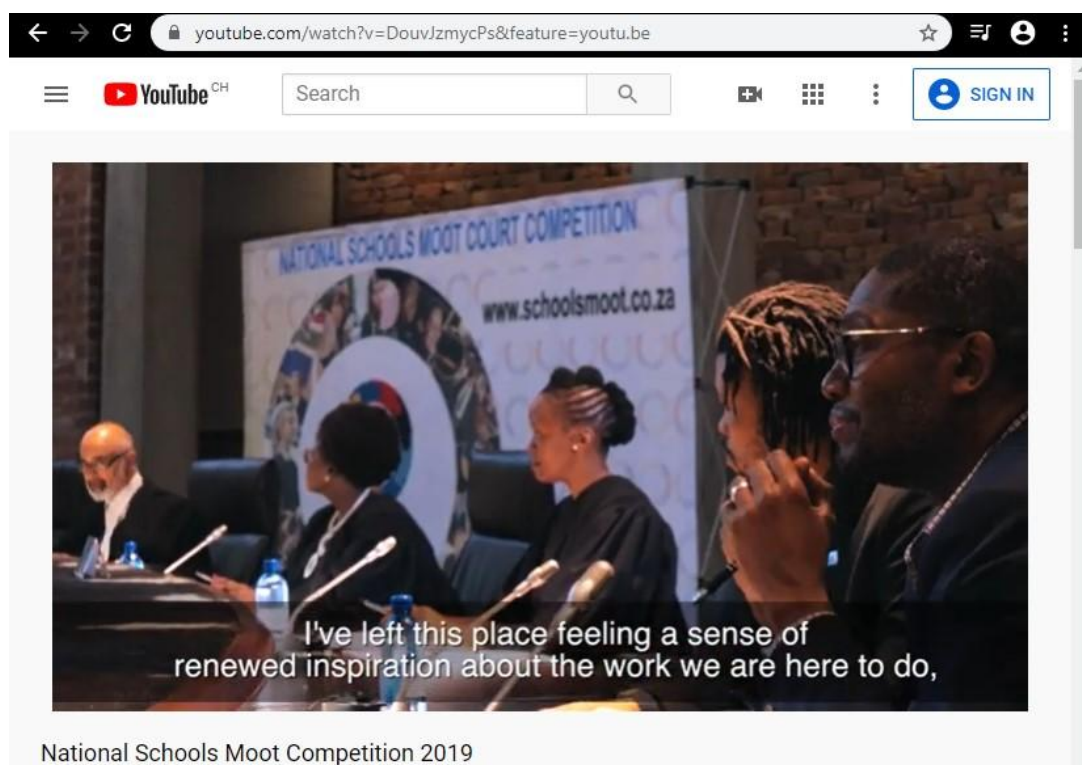 youtube.com/watch?v=DouvJzmycPs&feature=youtu.be
YouTube CH
Search
SIGN IN
NATIONAL SCHOOLS MOOT COURT COMPETITION
www.schoolsmoot.co.za
I've left this place feeling a sense of
renewed inspiration about the work we are here to do,
National Schools Moot Competition 2019